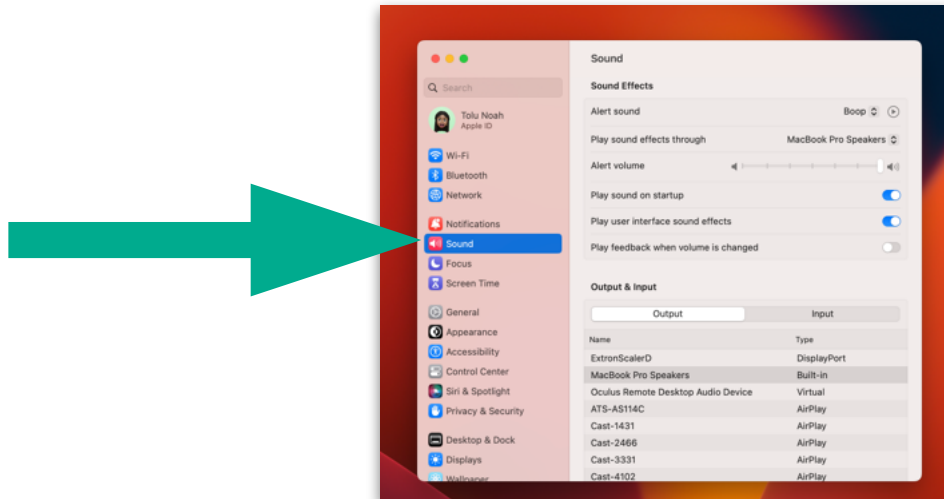 Search
Tolu Noah
Apple ID
Wi-Fi
Bluetooth
Network
Notifications
Sound
Focus
Screen Time
General
Appearance
Accessibility
Control Center
Siri & Spotlight
Privacy & Security
Desktop & Dock
Displays
Wallpaper
Sound
Sound Effects
Alert sound Boop
Play sound effects through MacBook Pro Speakers
Alert volume
Play sound on startup
Play user interface sound effects
Play feedback when volume is changed
Output & Input
Output Input
Name Type
ExtronScalerD DisplayPort
MacBook Pro Speakers Built-in
Oculus Remote Desktop Audio Device Virtual
ATS-AS114C AirPlay
Cast-1431 AirPlay
Cast-2466 AirPlay
Cast-3331 AirPlay
Cast-4102 AirPlay